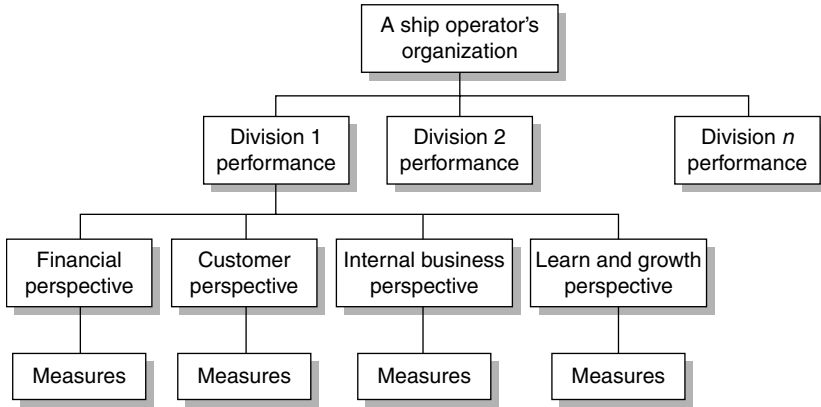 A ship operator's
organization
Division 1
performance
Division 2
performance
Division n
performance
Financial
perspective
Customer
perspective
Internal business
perspective
Learn and growth
perspective
Measures
Measures
Measures
Measures